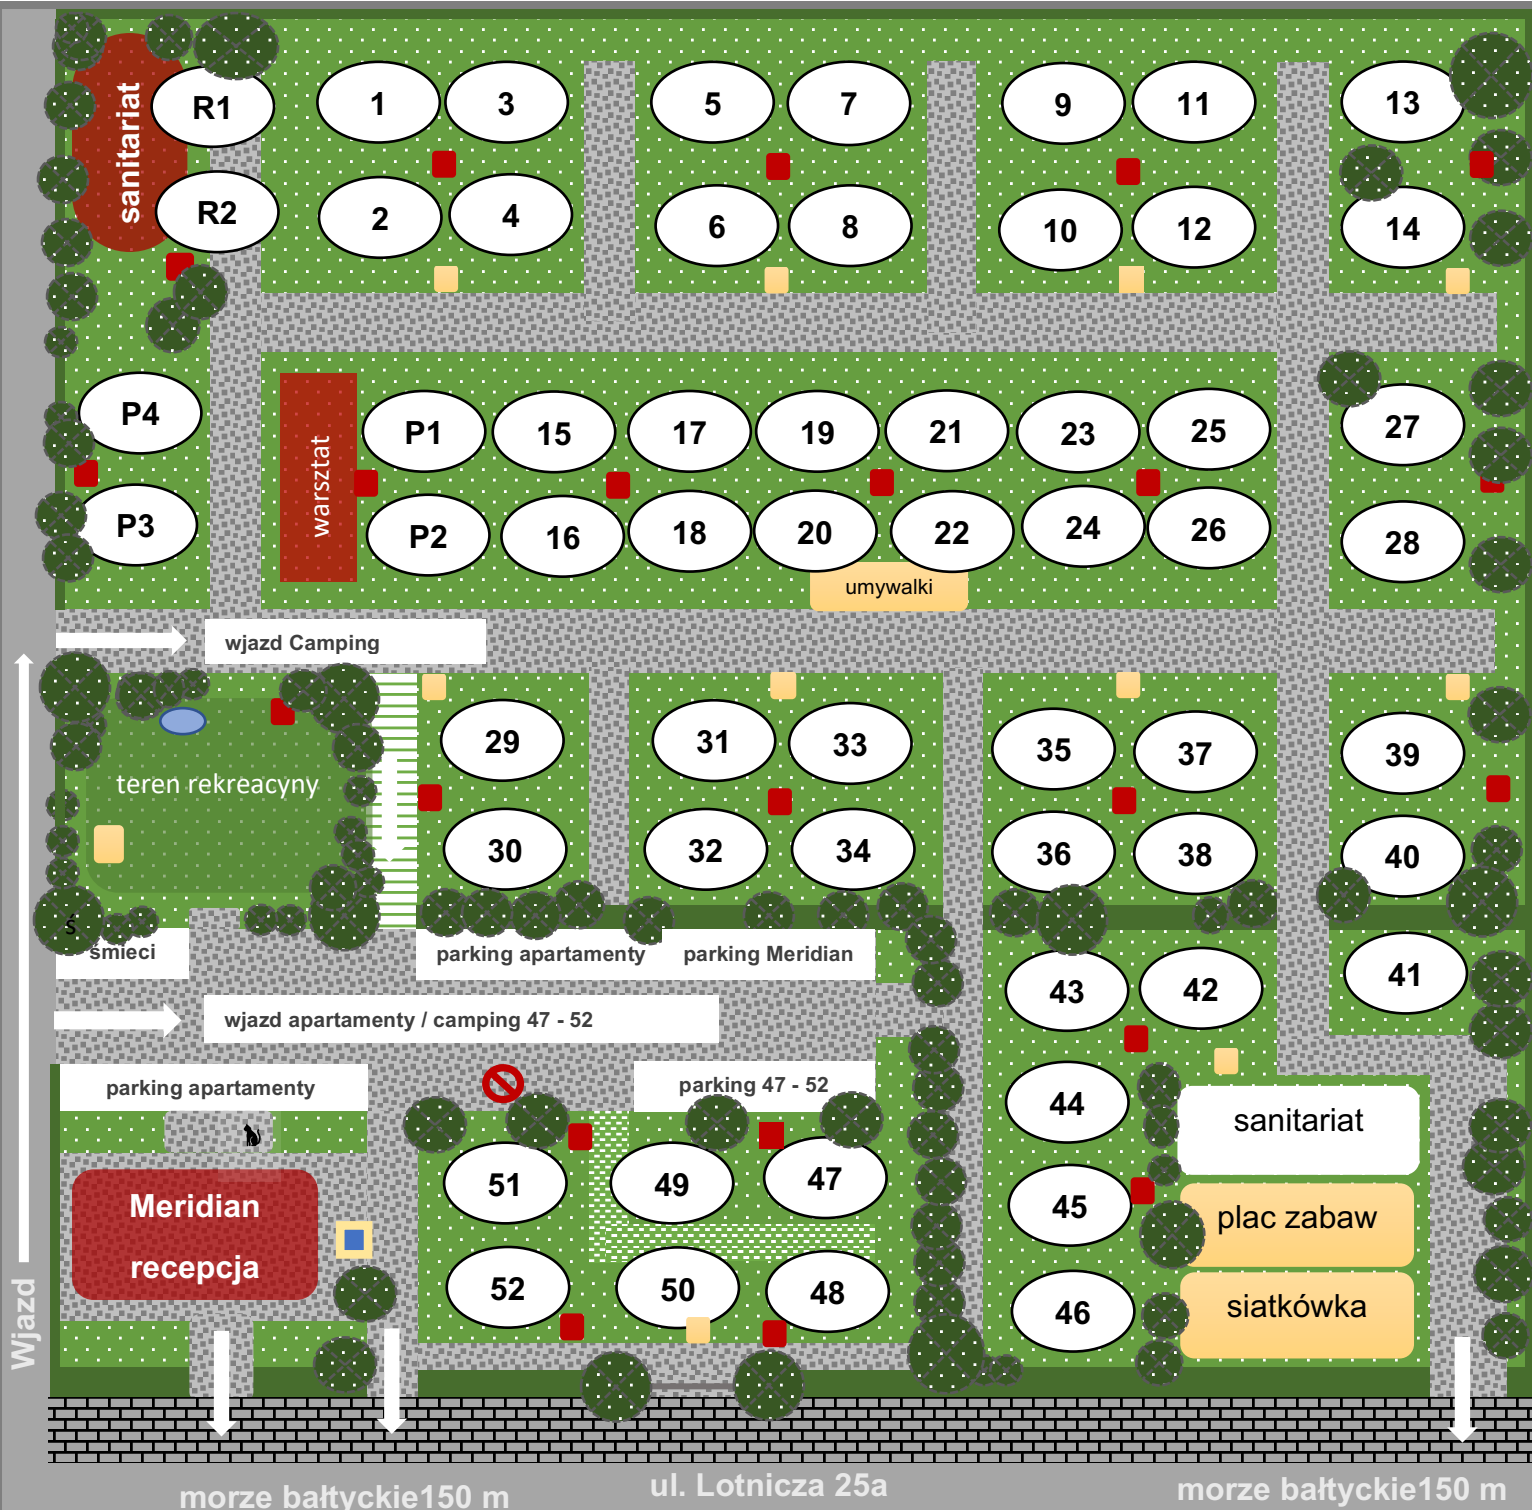 sanitariat
R1
1
3
5
7
9
11
13
R2
2
4
6
8
10
12
14
P4
warsztat
P1
15
17
19
21
23
25
27
P3
P2
16
18
20
22
24
26
28
umywalki
wjazd Camping
teren rekreacyny
29
31
33
35
37
39
30
32
34
36
38
40
Ś
śmieci
parking apartamenty
parking Meridian
43
42
41
wjazd apartamenty / camping 47 - 52
parking apartamenty
parking 47 - 52
44
sanitariat
51
49
47
45
plac zabaw
Meridian
recepcja
52
50
48
46
siatkówka
Wjazd
morze bałtyckie150 m
ul. Lotnicza 25a
morze bałtyckie150 m